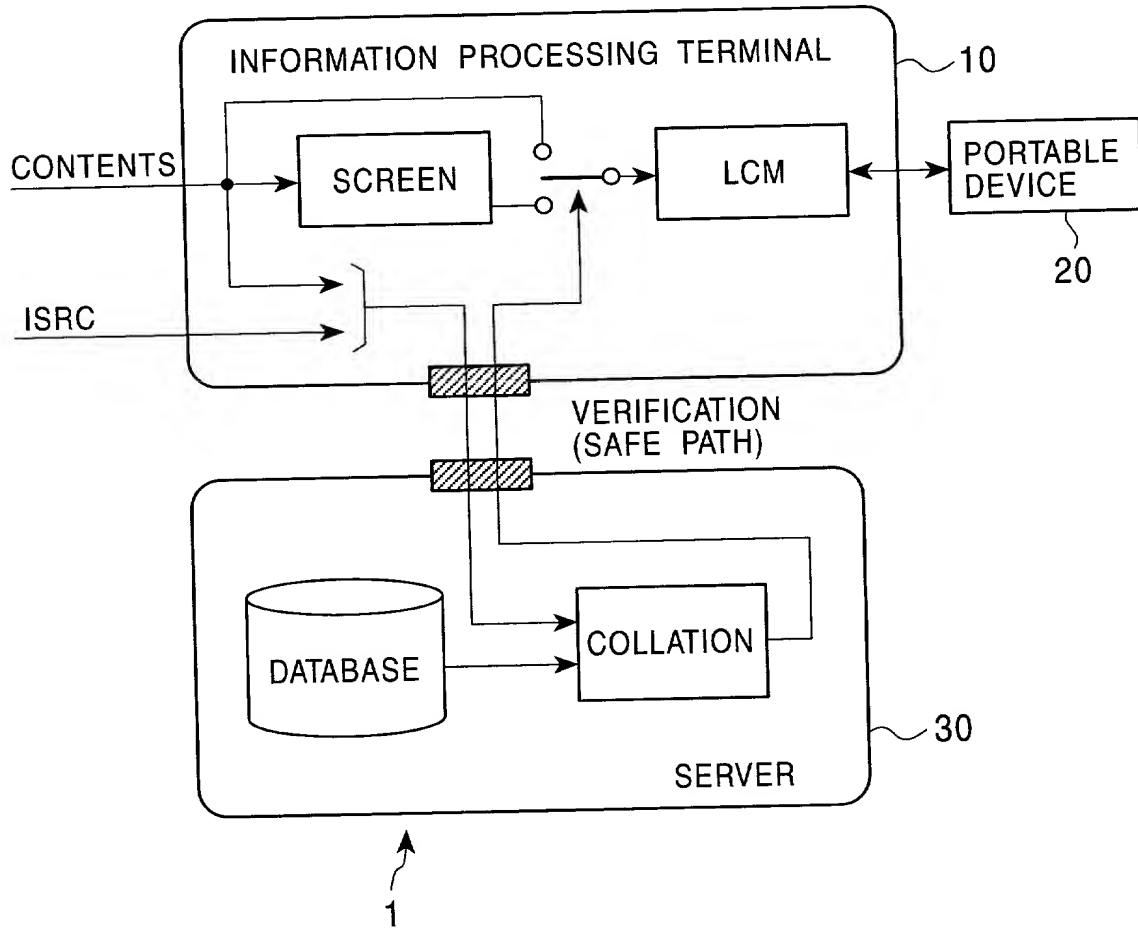 INFORMATION PROCESSING TERMINAL
10
CONTENTS
SCREEN
LCM
PORTABLE
DEVICE
20
ISRC
VERIFICATION
(SAFE PATH)
DATABASE
COLLATION
30
SERVER
1